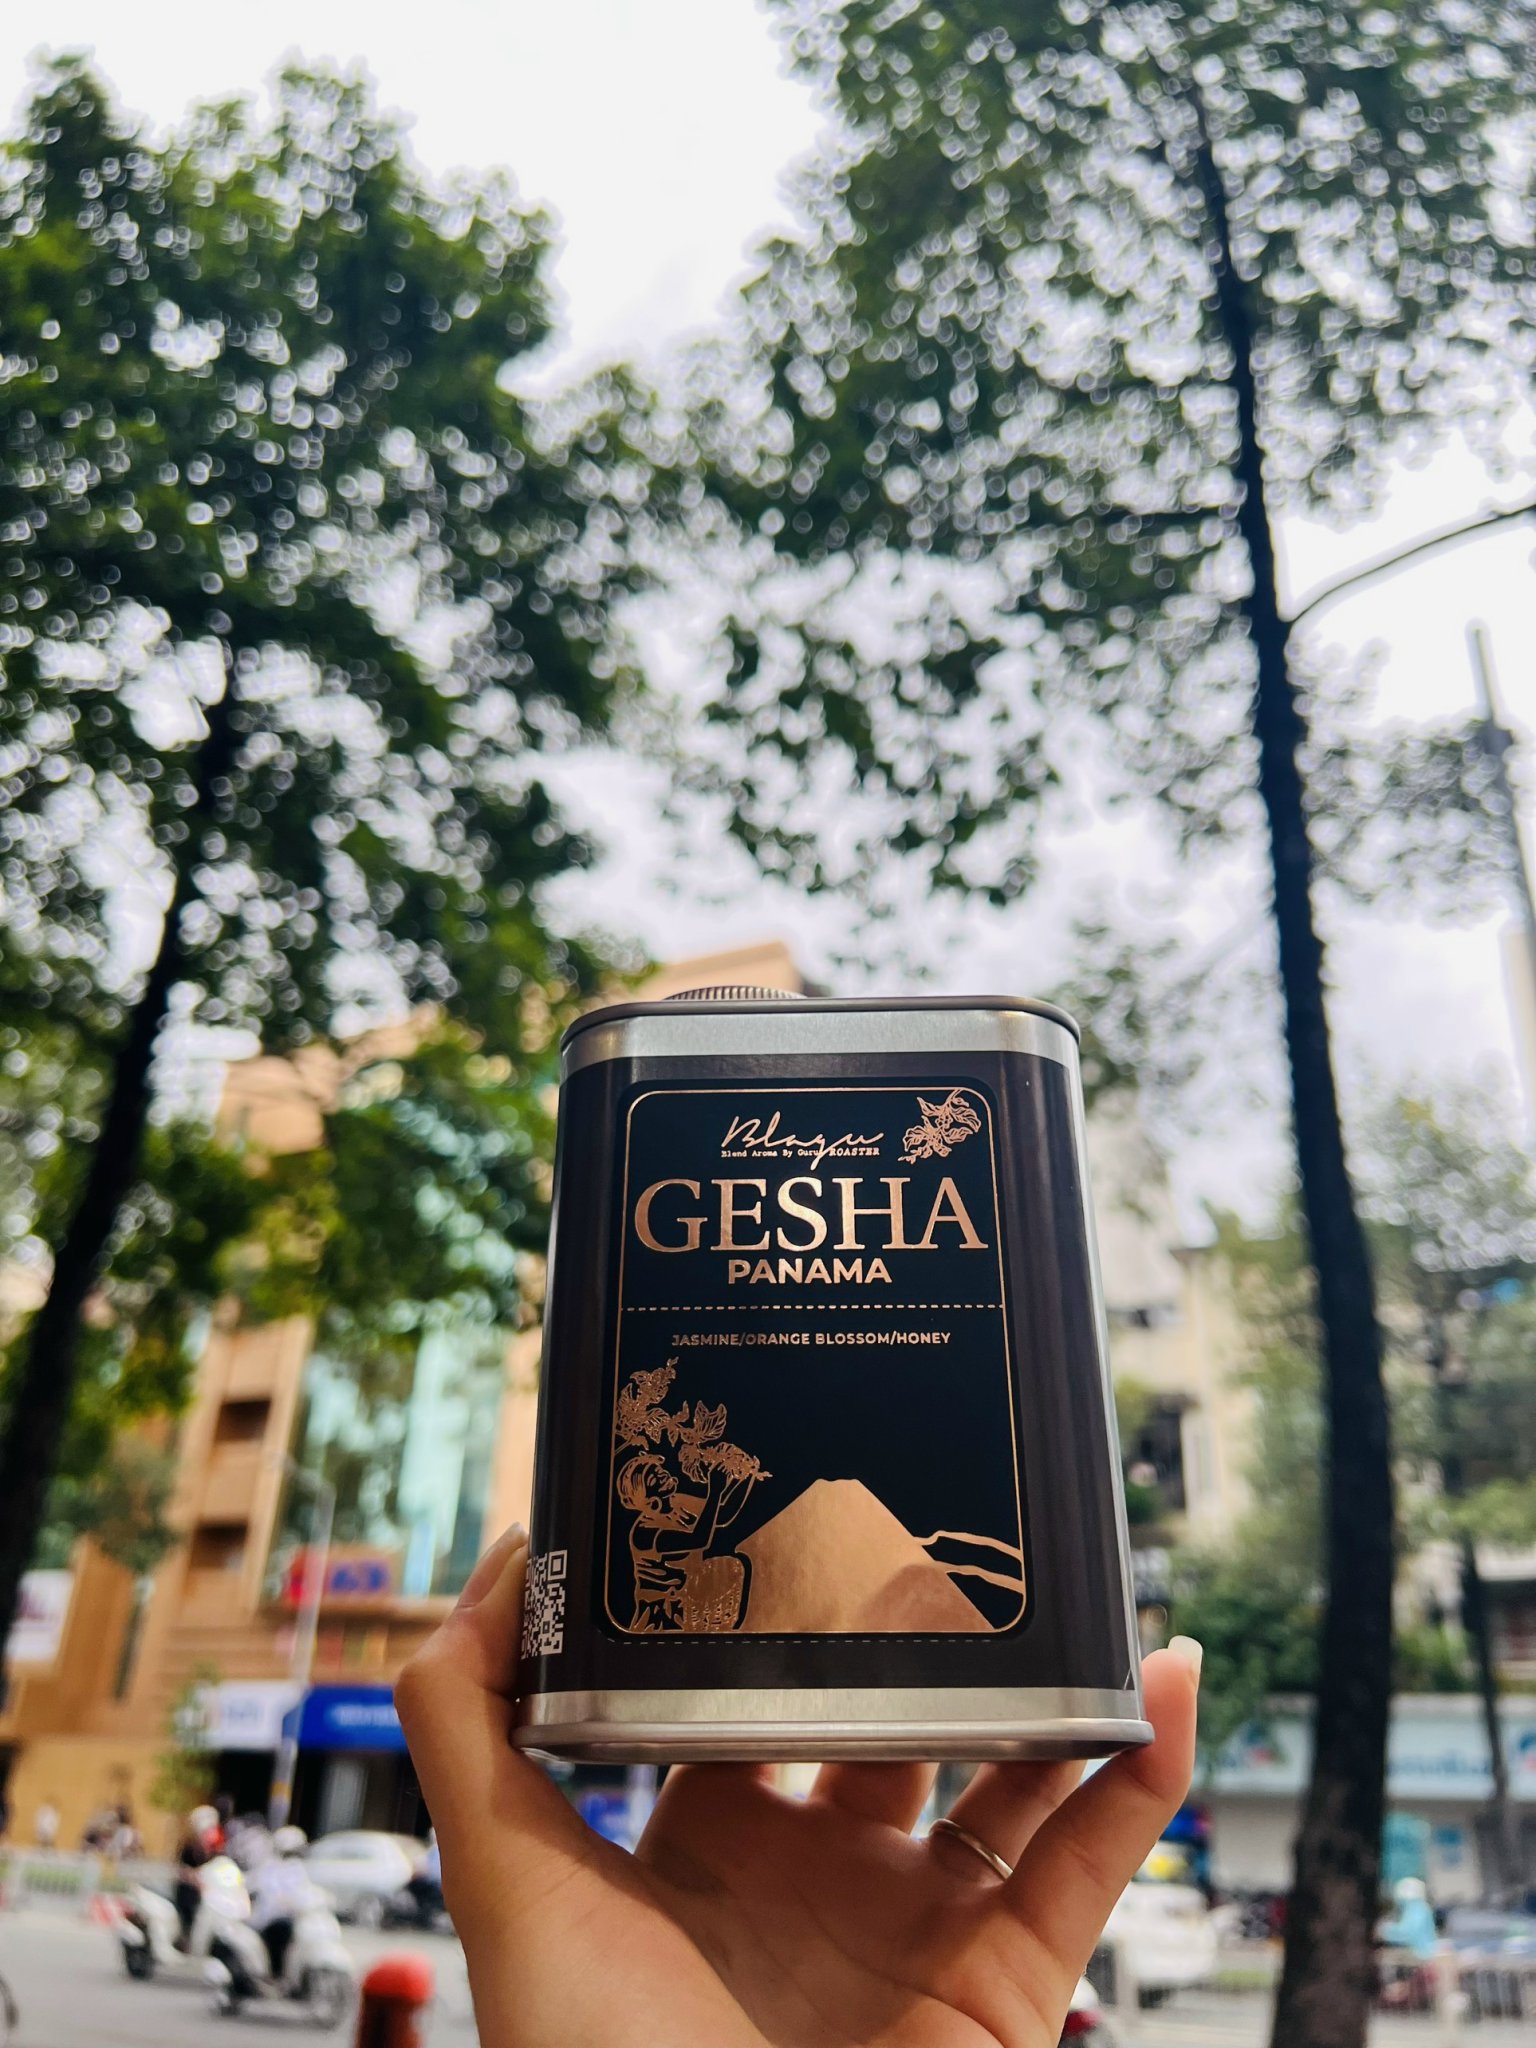 Blagu
Blend Aroma By Guru ROASTER
GESHA
PANAMA
JASMINE/ORANGE BLOSSOM/HONEY